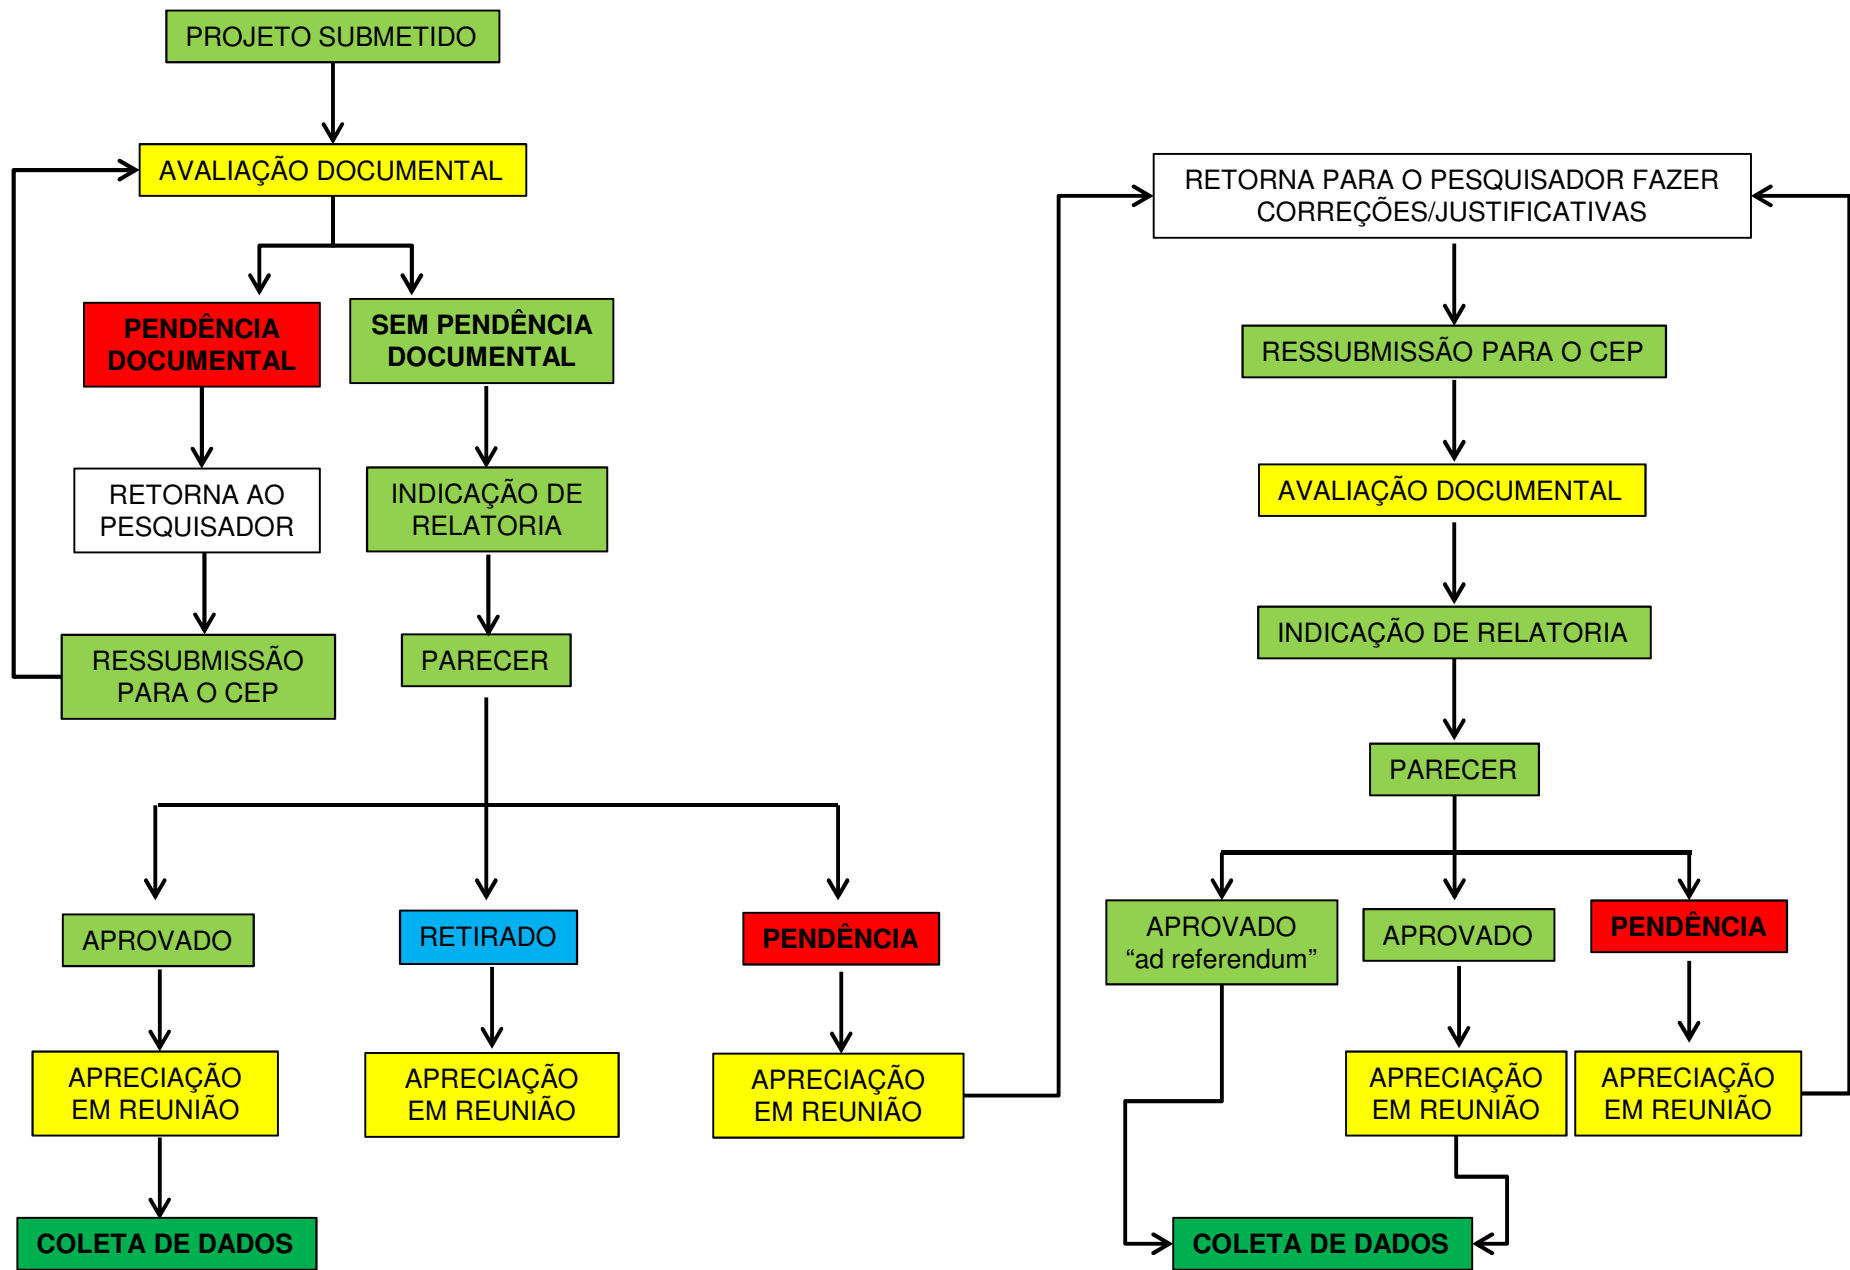 PROJETO SUBMETIDO
AVALIAÇÃO DOCUMENTAL
PENDÊNCIA
DOCUMENTAL
SEM PENDÊNCIA
DOCUMENTAL
RETORNA AO
PESQUISADOR
INDICAÇÃO DE
RELATORIA
RESSUBMISSÃO
PARA O CEP
PARECER
APROVADO
RETIRADO
PENDÊNCIA
APRECIAÇÃO
EM REUNIÃO
APRECIAÇÃO
EM REUNIÃO
APRECIAÇÃO
EM REUNIÃO
COLETA DE DADOS
RETORNA PARA O PESQUISADOR FAZER
CORREÇÕES/JUSTIFICATIVAS
RESSUBMISSÃO PARA O CEP
AVALIAÇÃO DOCUMENTAL
INDICAÇÃO DE RELATORIA
PARECER
APROVADO
“ad referendum”
APROVADO
PENDÊNCIA
APRECIAÇÃO
EM REUNIÃO
APRECIAÇÃO
EM REUNIÃO
COLETA DE DADOS